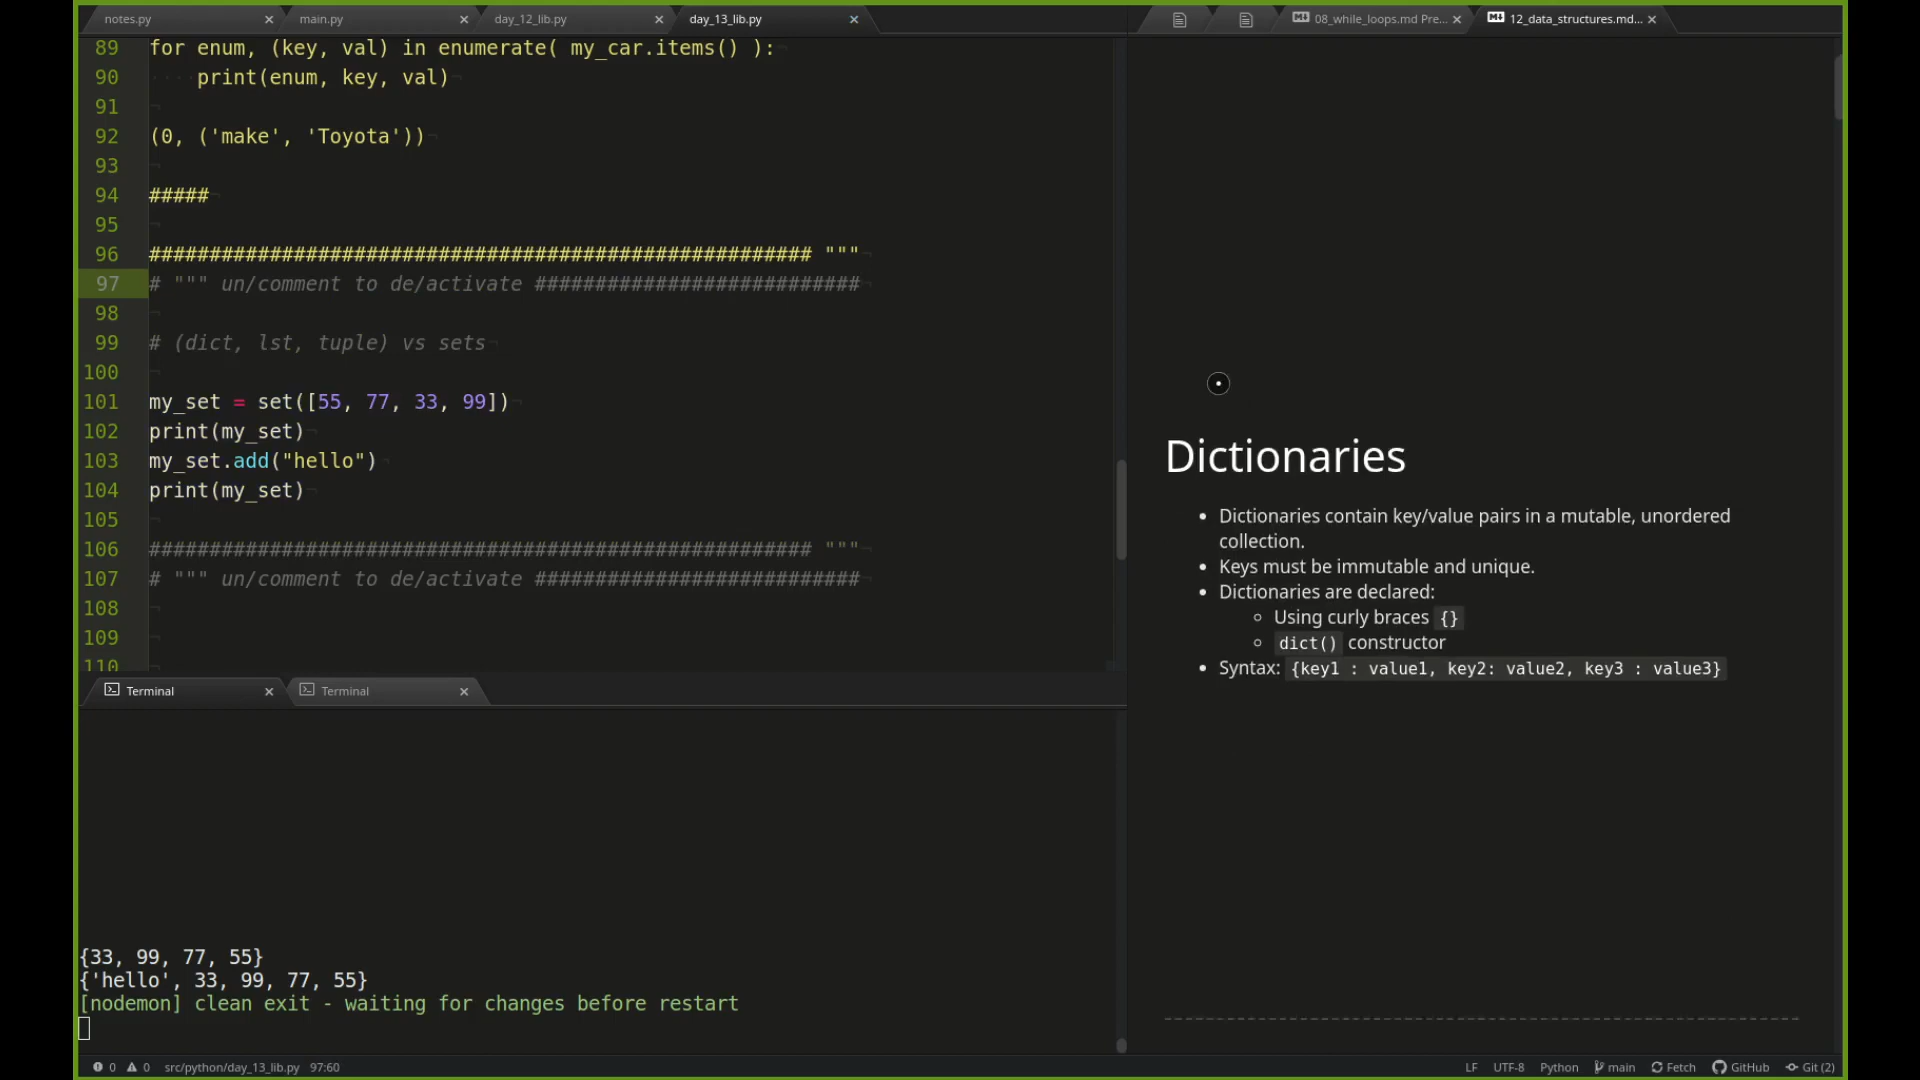 notes.py
main.py
day_12_lib.py
day_13_lib.py
08_while_loops.md Pre...
12_data_structures.md...
89 for enum, (key, val) in enumerate( my_car.items() ):
90 print(enum, key, val)
91
92 (0, ('make', 'Toyota'))
93
94 #####
95
96 ####################################################### """
97 # """ un/comment to de/activate ###########################
98
99 # (dict, lst, tuple) vs sets
100
101 my_set = set([55, 77, 33, 99])
102 print(my_set)
103 my_set.add("hello")
104 print(my_set)
105
106 ####################################################### """
107 # """ un/comment to de/activate ###########################
108
109
110
Terminal
Terminal
{33, 99, 77, 55}
{'hello', 33, 99, 77, 55}
[nodemon] clean exit - waiting for changes before restart
Dictionaries
• Dictionaries contain key/value pairs in a mutable, unordered
collection.
• Keys must be immutable and unique.
• Dictionaries are declared:
◦ Using curly braces {}
◦ dict() constructor
• Syntax: {key1 : value1, key2: value2, key3 : value3}
0 0 src/python/day_13_lib.py 97:60
LF UTF-8 Python main Fetch GitHub Git (2)